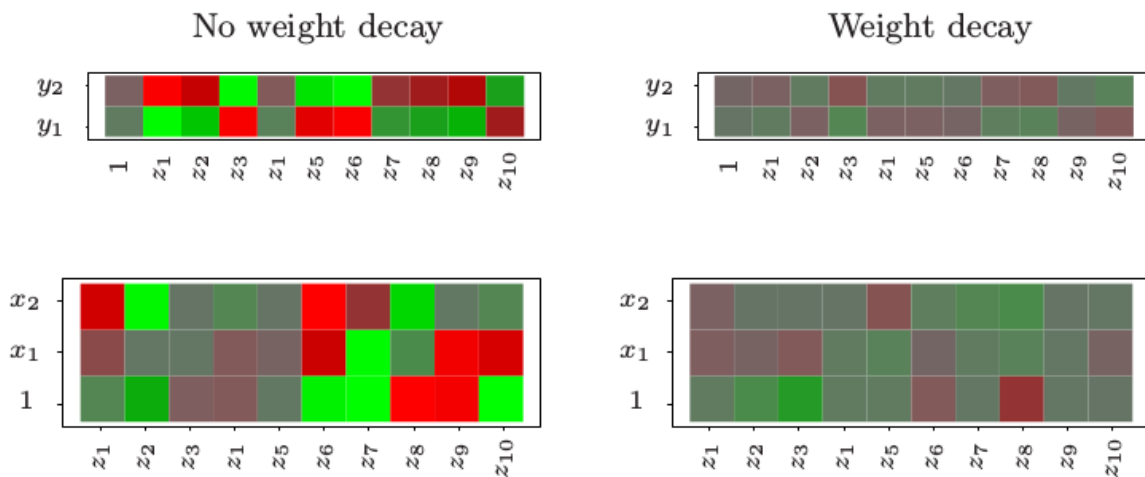 No weight decay
y₂
y₁
1 z₁ z₂ z₃ z₁ z₅ z₆ z₇ z₈ z₉ z₁₀
x₂
x₁
1
z₁ z₂ z₃ z₁ z₅ z₆ z₇ z₈ z₉ z₁₀
Weight decay
y₂
y₁
1 z₁ z₂ z₃ z₁ z₅ z₆ z₇ z₈ z₉ z₁₀
x₂
x₁
1
z₁ z₂ z₃ z₁ z₅ z₆ z₇ z₈ z₉ z₁₀